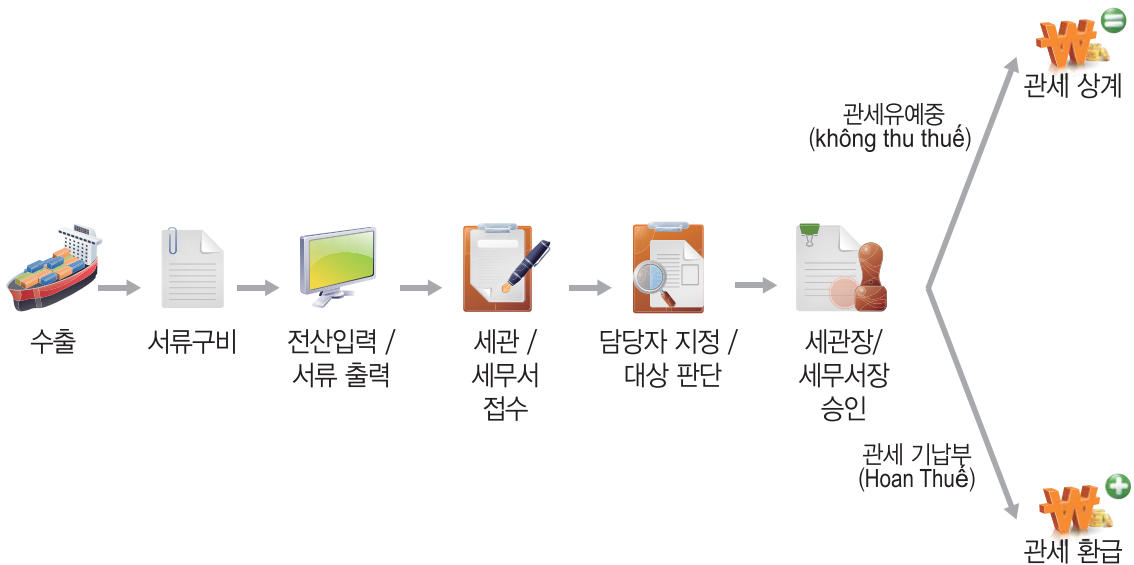 수출
서류구비
전산입력 /
서류 출력
세관 /
세무서
접수
담당자 지정 /
대상 판단
세관장/
세무서장
승인
관세유예중
(không thu thuế)
관세 상계
관세 기납부
(Hoan Thuế)
관세 환급